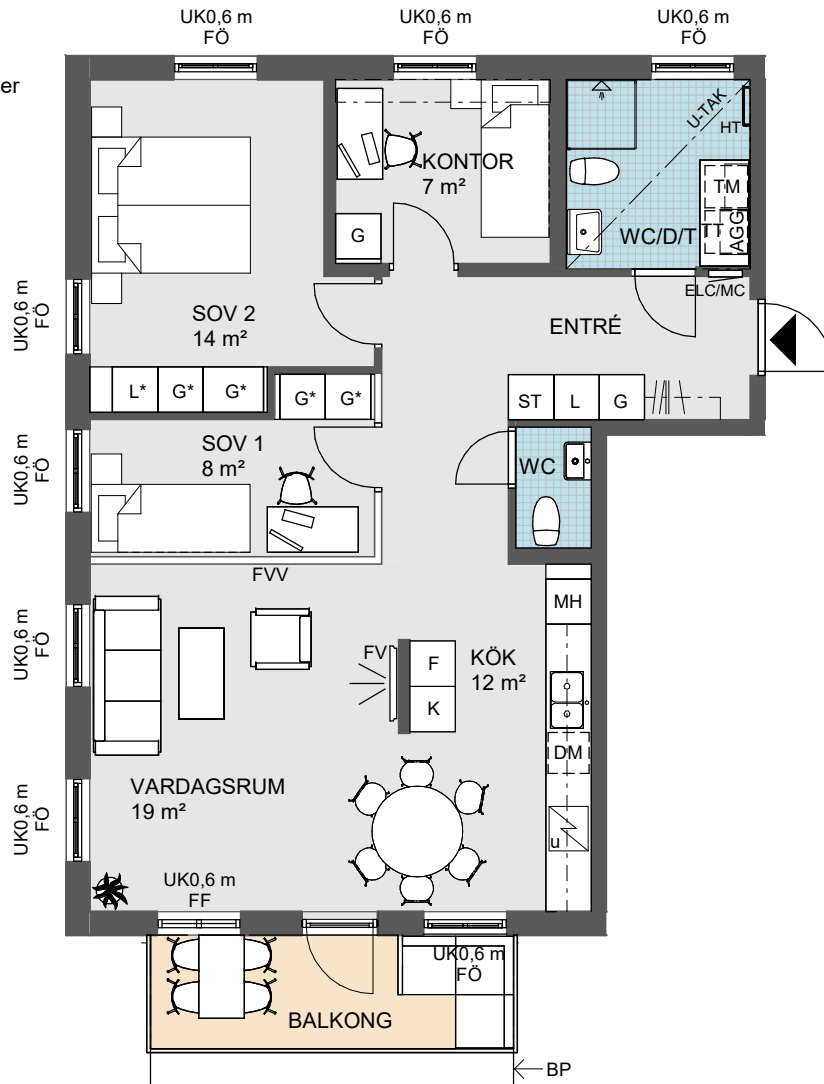 UK0,6 m
FÖ
UK0,6 m
FÖ
UK0,6 m
FÖ
er
U-TAK
HT
KONTOR
7 m²
TM
TT
AGG
WC/D/T
G
ELC/MC
UK0,6 m
FÖ
SOV 2
14 m²
ENTRÉ
L*
G*
G*
G*
G*
ST
L
G
UK0,6 m
FÖ
SOV 1
8 m²
WC
FVV
MH
UK0,6 m
FÖ
FV
F
K
KÖK
12 m²
DM
VARDAGSRUM
19 m²
UK0,6 m
FÖ
u
UK0,6 m
FF
UK0,6 m
FÖ
BALKONG
BP